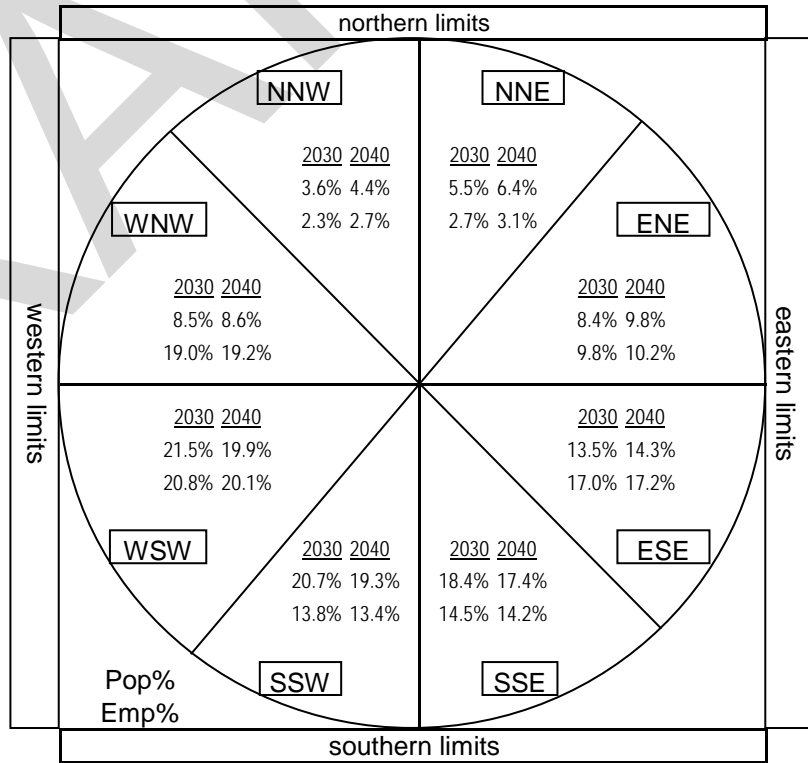 northern limits
NNW
NNE
2030 2040
3.6% 4.4%
2.3% 2.7%
2030 2040
5.5% 6.4%
2.7% 3.1%
WNW
ENE
2030 2040
8.5% 8.6%
19.0% 19.2%
2030 2040
8.4% 9.8%
9.8% 10.2%
western limits
eastern limits
2030 2040
21.5% 19.9%
20.8% 20.1%
2030 2040
13.5% 14.3%
17.0% 17.2%
WSW
ESE
2030 2040
20.7% 19.3%
13.8% 13.4%
2030 2040
18.4% 17.4%
14.5% 14.2%
SSW
SSE
Pop%
Emp%
southern limits